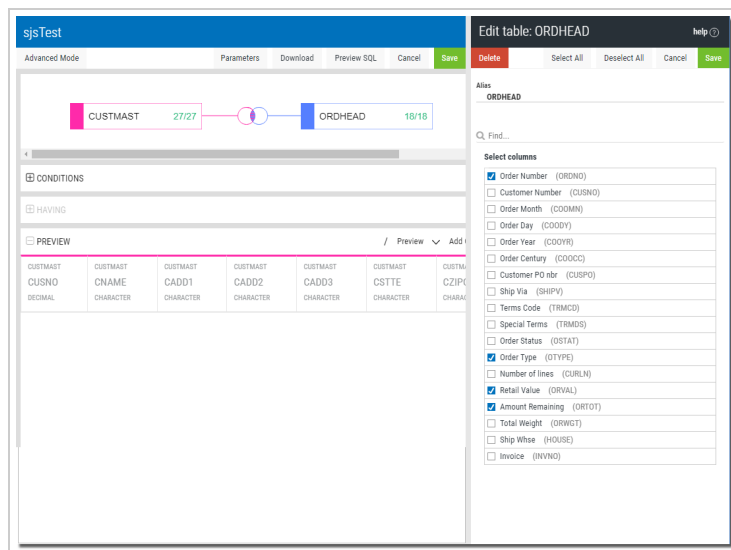 sjsTest
Advanced Mode Parameters Download Preview SQL Cancel Save
CUSTMAST 27/27 ORDHEAD 18/18
CONDITIONS
HAVING
PREVIEW / Preview Add
CUSTMAST CUSTMAST CUSTMAST CUSTMAST CUSTMAST CUSTMAST CUSTMA
CUSNO CNAME CADD1 CADD2 CADD3 CSTTE CZIP
DECIMAL CHARACTER CHARACTER CHARACTER CHARACTER CHARACTER CHARA
Edit table: ORDHEAD help ?
Delete Select All Deselect All Cancel Save
Alias
ORDHEAD
Find...
Select columns
Order Number (ORDNO)
Customer Number (CUSNO)
Order Month (COOMN)
Order Day (COODY)
Order Year (COOYR)
Order Century (COOCC)
Customer PO nbr (CUSPO)
Ship Via (SHIPV)
Terms Code (TRMCD)
Special Terms (TRMDS)
Order Status (OSTAT)
Order Type (OTYPE)
Number of lines (CURLN)
Retail Value (ORVAL)
Amount Remaining (ORTOT)
Total Weight (ORWGT)
Ship Whse (HOUSE)
Invoice (INVNO)